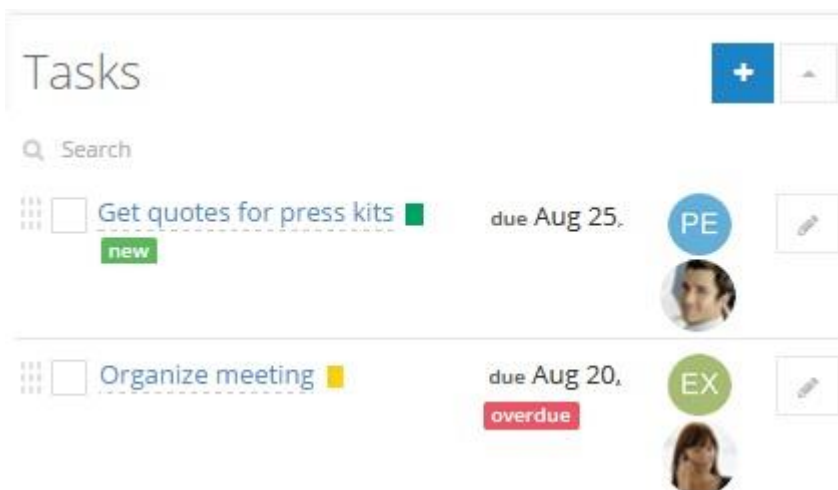 Tasks
Search
Get quotes for press kits due Aug 25, PE
new
Organize meeting due Aug 20, EX
overdue